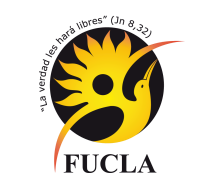 "La verdad les hará libres" (Jn 8,32)
FUCLA